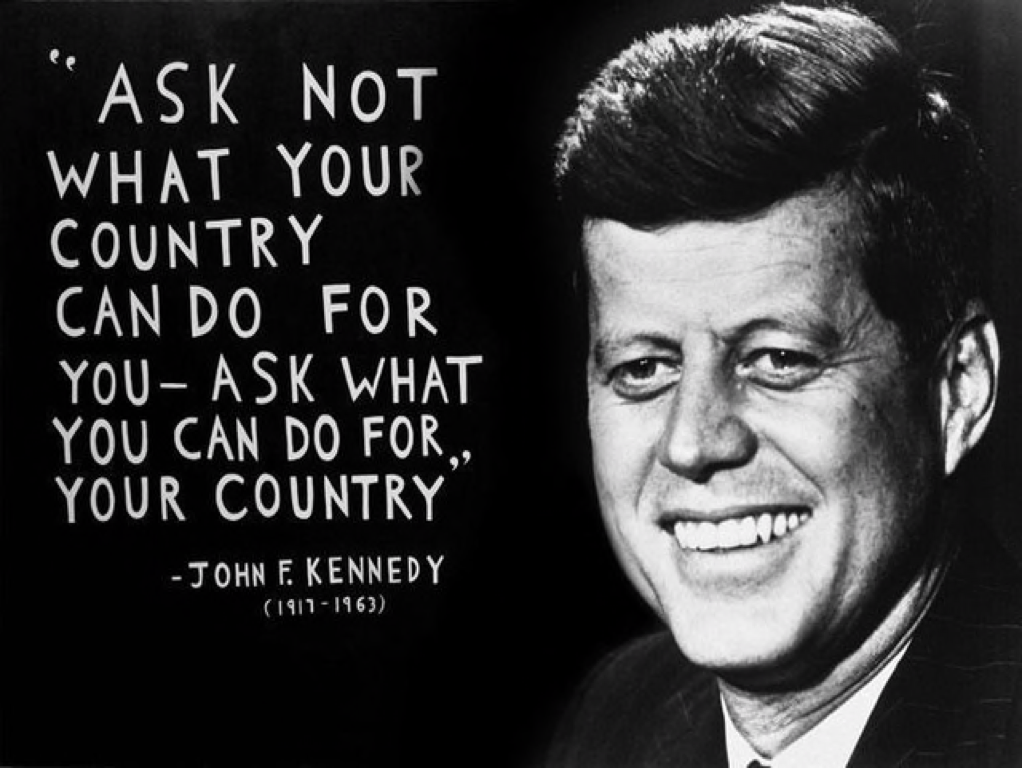 “ASK NOT
WHAT YOUR
COUNTRY
CAN DO FOR
YOU– ASK WHAT
YOU CAN DO FOR
YOUR COUNTRY”
-JOHN F. KENNEDY
(1917-1963)